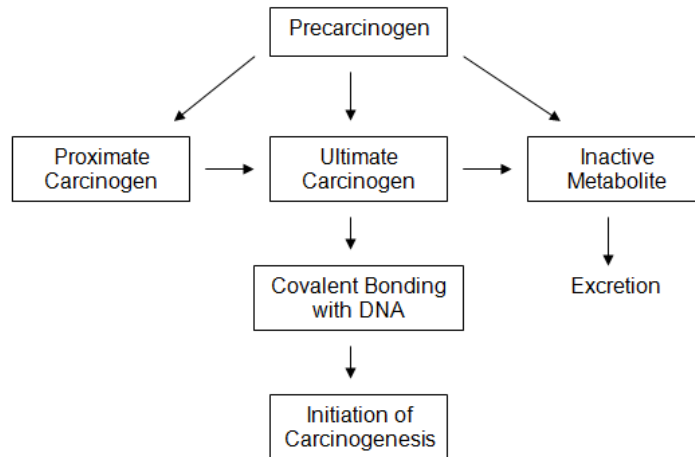 Precarcinogen
Proximate
Carcinogen
Ultimate
Carcinogen
Inactive
Metabolite
Covalent Bonding
with DNA
Excretion
Initiation of
Carcinogenesis